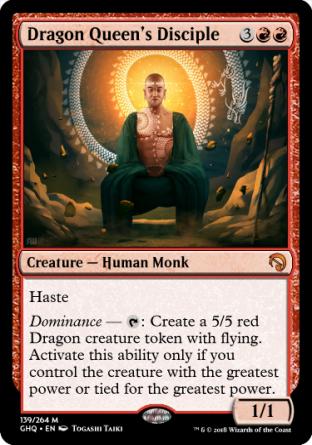 Dragon Queen's Disciple 3
Creature — Human Monk
Haste
Dominance — : Create a 5/5 red
Dragon creature token with flying.
Activate this ability only if you
control the creature with the greatest
power or tied for the greatest power.
1/1
139/264 M
GHQ • EN TOGASHI TAIKI
™ & © 2018 Wizards of the Coast